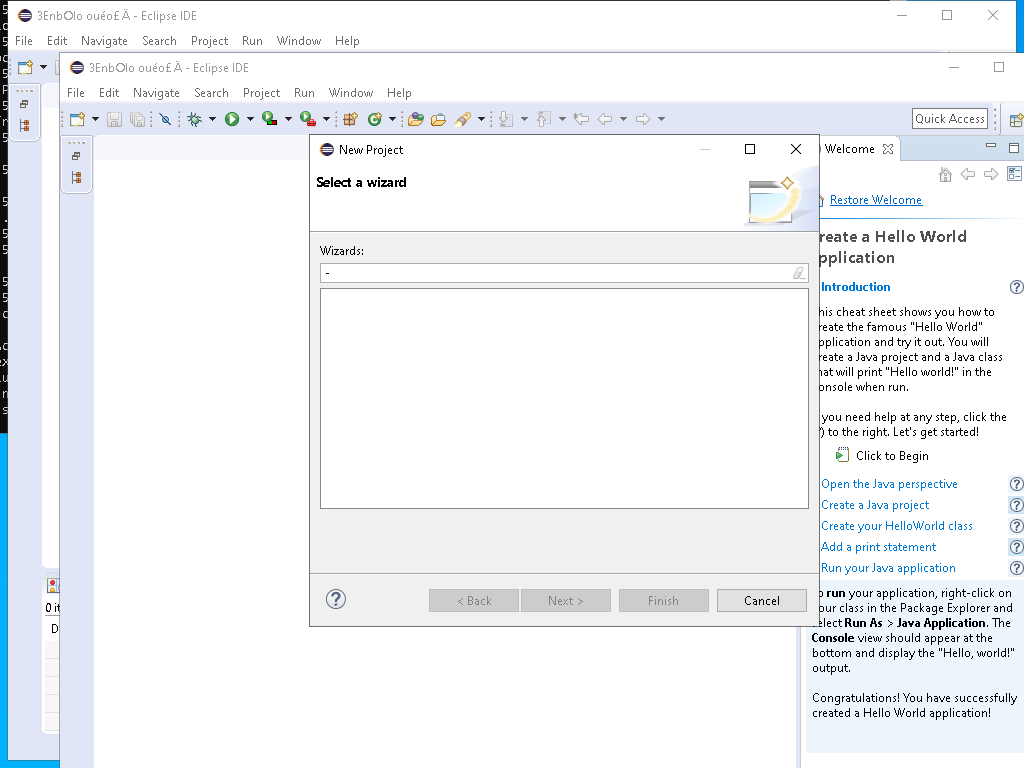 3EnbOlo ouéo£Ä - Eclipse IDE
File Edit Navigate Search Project Run Window Help
3EnbOlo ouéo£Ä - Eclipse IDE
File Edit Navigate Search Project Run Window Help
Quick Access
New Project
Select a wizard
Wizards:
-
< Back Next > Finish Cancel
Welcome
Restore Welcome
reate a Hello World
pplication
Introduction
his cheat sheet shows you how to
reate the famous "Hello World"
pplication and try it out. You will
reate a Java project and a Java class
hat will print "Hello world!" in the
onsole when run.
you need help at any step, click the
?) to the right. Let's get started!
Click to Begin
Open the Java perspective
Create a Java project
Create your HelloWorld class
Add a print statement
Run your Java application
o run your application, right-click on
our class in the Package Explorer and
elect Run As > Java Application. The
Console view should appear at the
bottom and display the "Hello, world!"
output.
Congratulations! You have successfully
created a Hello World application!
0 it
D